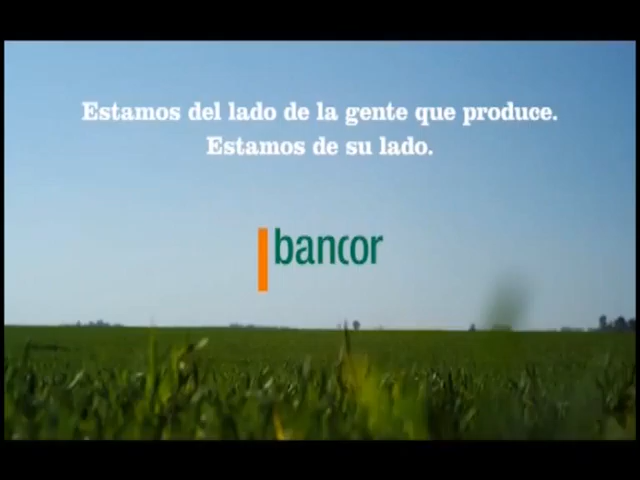 Estamos del lado de la gente que produce.
Estamos de su lado.
bancor